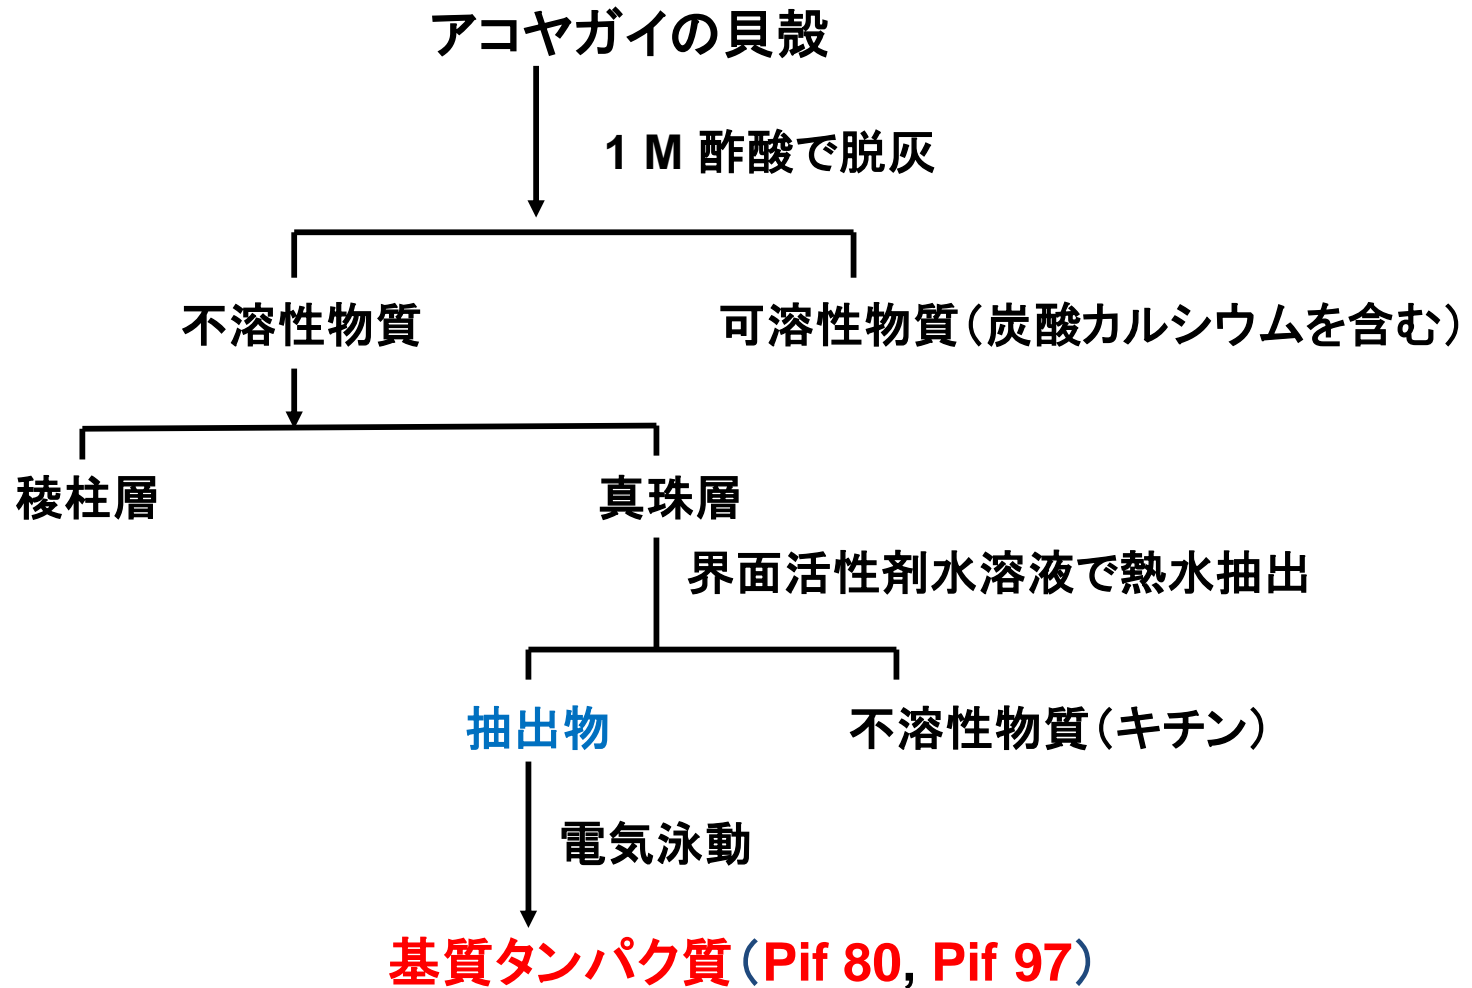 アコヤガイの貝殻
1 M 酢酸で脱灰
不溶性物質
可溶性物質（炭酸カルシウムを含む）
稜柱層
真珠層
界面活性剤水溶液で熱水抽出
抽出物
不溶性物質（キチン）
電気泳動
基質タンパク質（Pif 80, Pif 97）